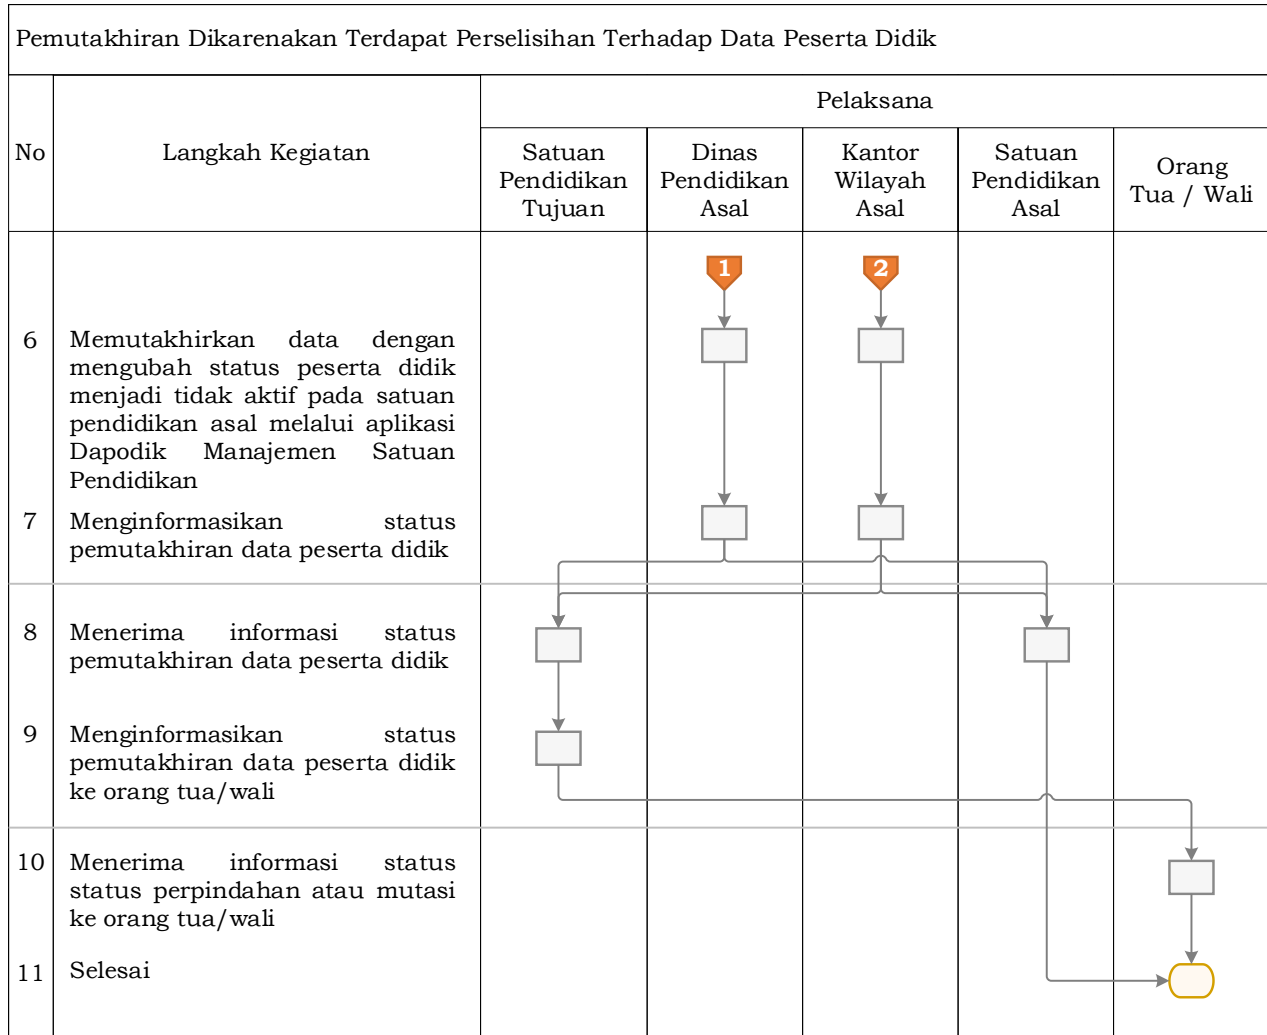 Pemutakhiran Dikarenakan Terdapat Perselisihan Terhadap Data Peserta Didik
No
Langkah Kegiatan
Pelaksana
Satuan
Pendidikan
Tujuan
Dinas
Pendidikan
Asal
Kantor
Wilayah
Asal
Satuan
Pendidikan
Asal
Orang
Tua / Wali
1
2
6
Memutakhirkan data dengan
mengubah status peserta didik
menjadi tidak aktif pada satuan
pendidikan asal melalui aplikasi
Dapodik Manajemen Satuan
Pendidikan
7
Menginformasikan status
pemutakhiran data peserta didik
8
Menerima informasi status
pemutakhiran data peserta didik
9
Menginformasikan status
pemutakhiran data peserta didik
ke orang tua/wali
10
Menerima informasi status
status perpindahan atau mutasi
ke orang tua/wali
11
Selesai